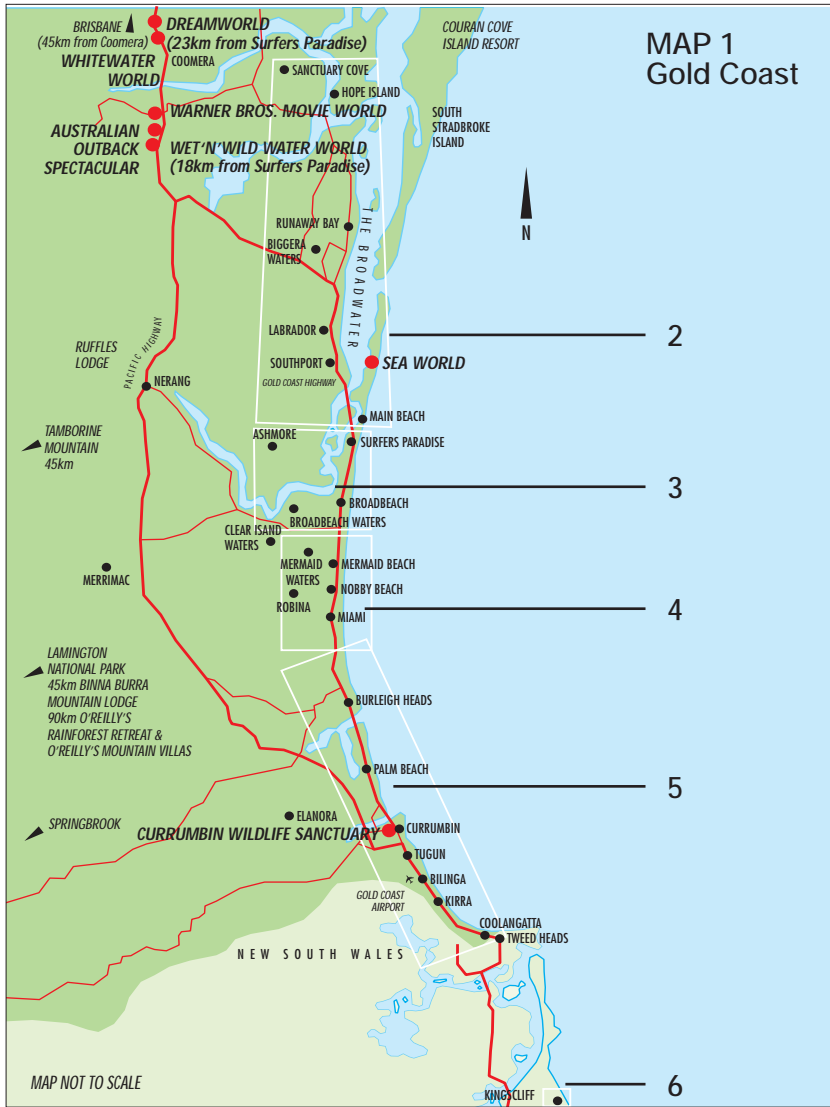 MAP 1
Gold Coast
BRISBANE
(45km from Coomera)
DREAMWORLD
(23km from Surfers Paradise)
COOMERA
WHITEWATER
WORLD
COURAN COVE
ISLAND RESORT
SANCTUARY COVE
HOPE ISLAND
WARNER BROS. MOVIE WORLD
SOUTH
STRADBROKE
ISLAND
AUSTRALIAN
OUTBACK
SPECTACULAR
WET'N'WILD WATER WORLD
(18km from Surfers Paradise)
N
RUNAWAY BAY
BIGGERA
WATERS
THE BROADWATER
LABRADOR
2
RUFFLES
LODGE
PACIFIC HIGHWAY
SOUTHPORT
SEA WORLD
GOLD COAST HIGHWAY
NERANG
MAIN BEACH
TAMBORINE
MOUNTAIN
45km
ASHMORE
SURFERS PARADISE
3
BROADBEACH
BROADBEACH WATERS
CLEAR ISAND
WATERS
MERMAID
WATERS
MERMAID BEACH
MERRIMAC
NOBBY BEACH
ROBINA
4
MIAMI
LAMINGTON
NATIONAL PARK
45km BINNA BURRA
MOUNTAIN LODGE
90km O'REILLY'S
RAINFOREST RETREAT &
O'REILLY'S MOUNTAIN VILLAS
BURLEIGH HEADS
PALM BEACH
5
ELANORA
SPRINGBROOK
CURRUMBIN WILDLIFE SANCTUARY
CURRUMBIN
TUGUN
BILINGA
GOLD COAST
AIRPORT
KIRRA
COOLANGATTA
TWEED HEADS
NEW SOUTH WALES
MAP NOT TO SCALE
KINGSCLIFF
6